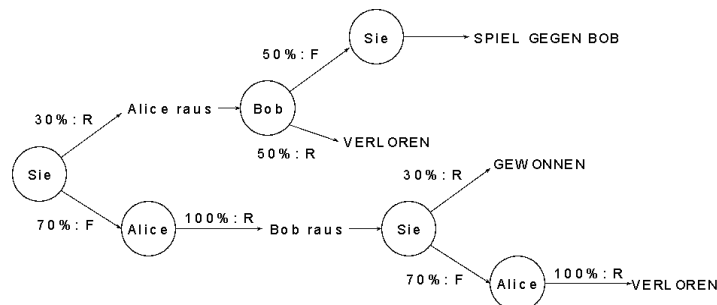 Sie
SPIEL GEGEN BOB
50%: F
30%: R
Alice raus
Bob
50%: R
VERLOREN
Sie
30%: R
GEWONNEN
70%: F
Alice
100%: R
Bob raus
Sie
70%: F
Alice
100%: R
VERLOREN